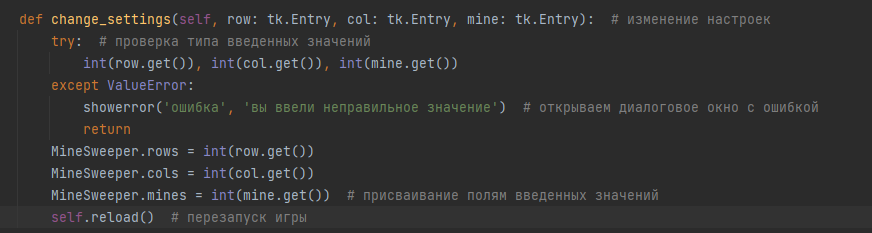 def change_settings(self, row: tk.Entry, col: tk.Entry, mine: tk.Entry):  # изменение настроек
    try:  # проверка типа введенных значений
        int(row.get()), int(col.get()), int(mine.get())
    except ValueError:
        showerror('ошибка', 'вы ввели неправильное значение')  # открываем диалоговое окно с ошибкой
        return
    MineSweeper.rows = int(row.get())
    MineSweeper.cols = int(col.get())
    MineSweeper.mines = int(mine.get())  # присваивание полям введенных значений
    self.reload()  # перезапуск игры